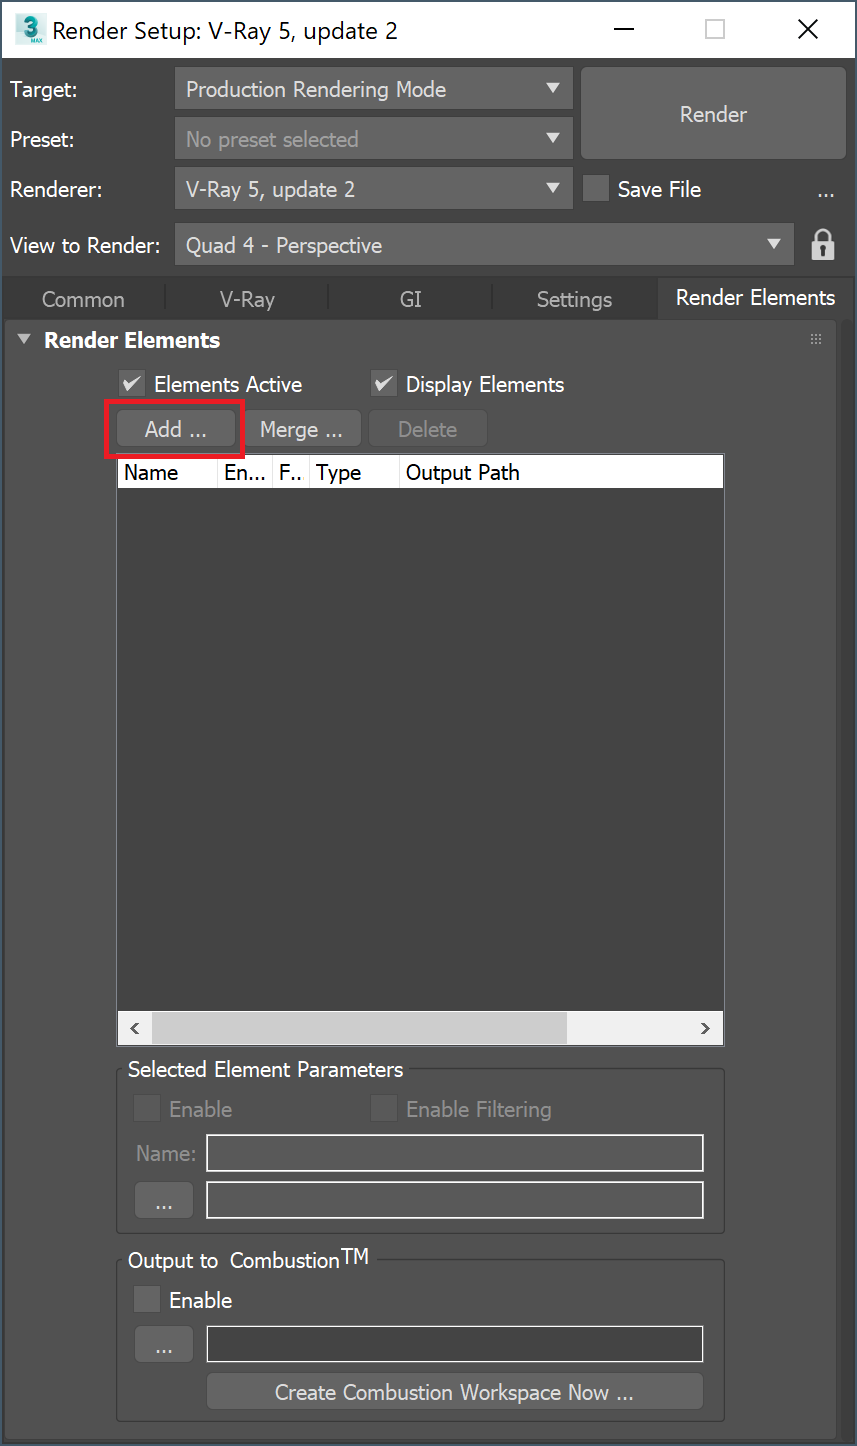 3 MAX Render Setup: V-Ray 5, update 2
Target: Production Rendering Mode Render
Preset: No preset selected
Renderer: V-Ray 5, update 2 Save File ...
View to Render: Quad 4 - Perspective
Common V-Ray GI Settings Render Elements
Render Elements
Elements Active Display Elements
Add ... Merge ... Delete
Name En... F... Type Output Path
Selected Element Parameters
Enable Enable Filtering
Name:
...
Output to Combustion™
Enable
...
Create Combustion Workspace Now ...